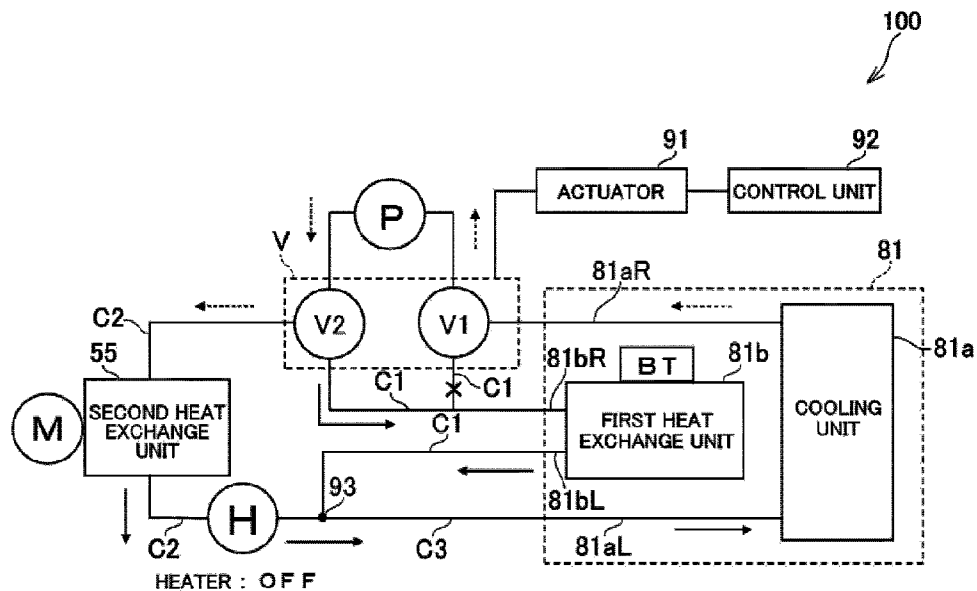 100
91
92
ACTUATOR
CONTROL UNIT
P
V
81
81aR
C2
V2
V1
81a
55
81bR
BT
81b
C1
C1
SECOND HEAT
EXCHANGE
UNIT
M
FIRST HEAT
EXCHANGE UNIT
COOLING
UNIT
C1
93
81bL
H
C2
C3
81aL
HEATER : OFF